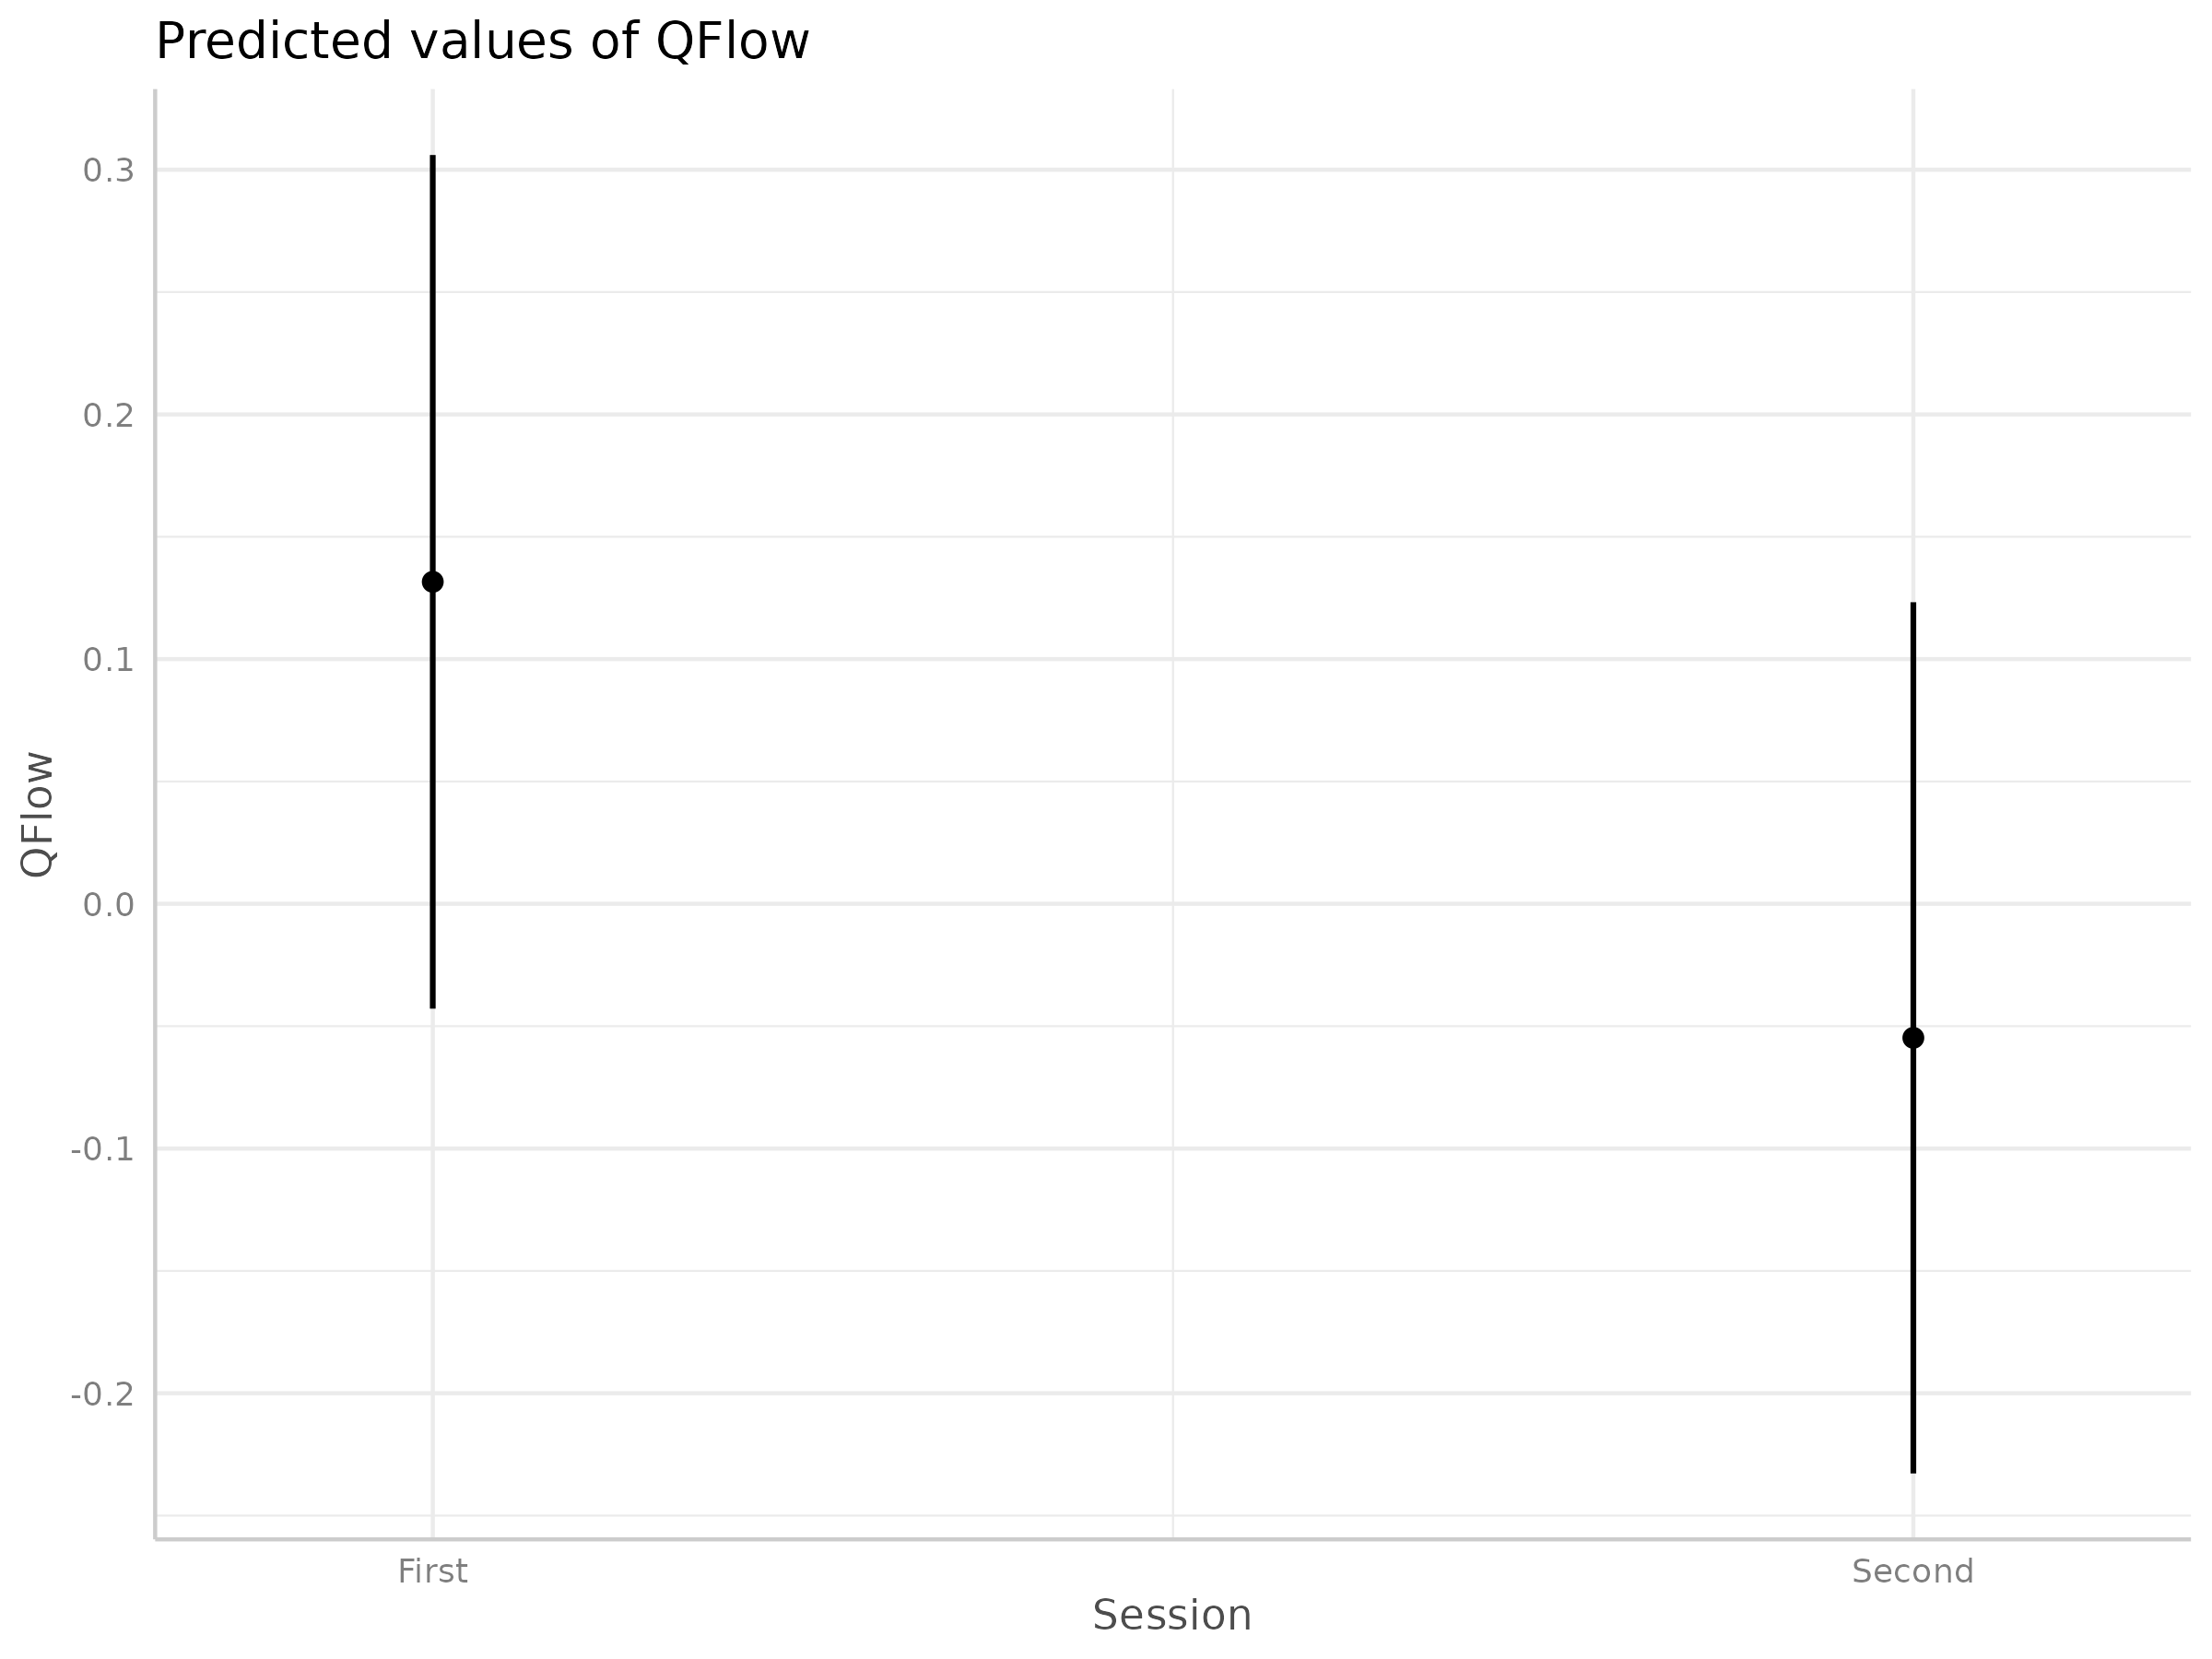 Predicted values of QFlow
0.3
0.2
0.1
0.0
-0.1
-0.2
QFlow
First
Second
Session